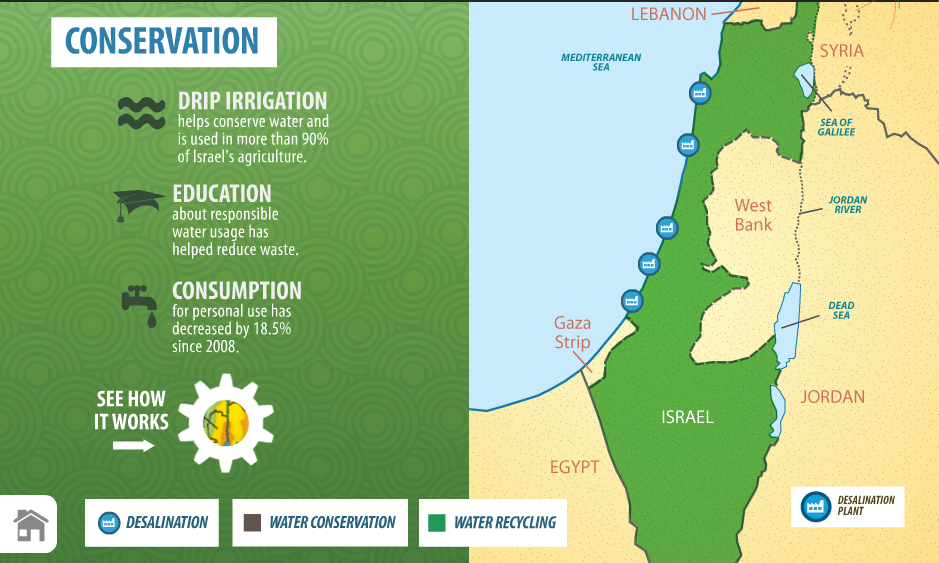 CONSERVATION
DRIP IRRIGATION
helps conserve water and
is used in more than 90%
of Israel's agriculture.
EDUCATION
about responsible
water usage has
helped reduce waste.
CONSUMPTION
for personal use has
decreased by 18.5%
since 2008.
SEE HOW
IT WORKS
DESALINATION
WATER CONSERVATION
WATER RECYCLING
LEBANON
MEDITERRANEAN
SEA
SYRIA
SEA OF
GALILEE
West
Bank
JORDAN
RIVER
DEAD
SEA
Gaza
Strip
JORDAN
ISRAEL
EGYPT
DESALINATION
PLANT